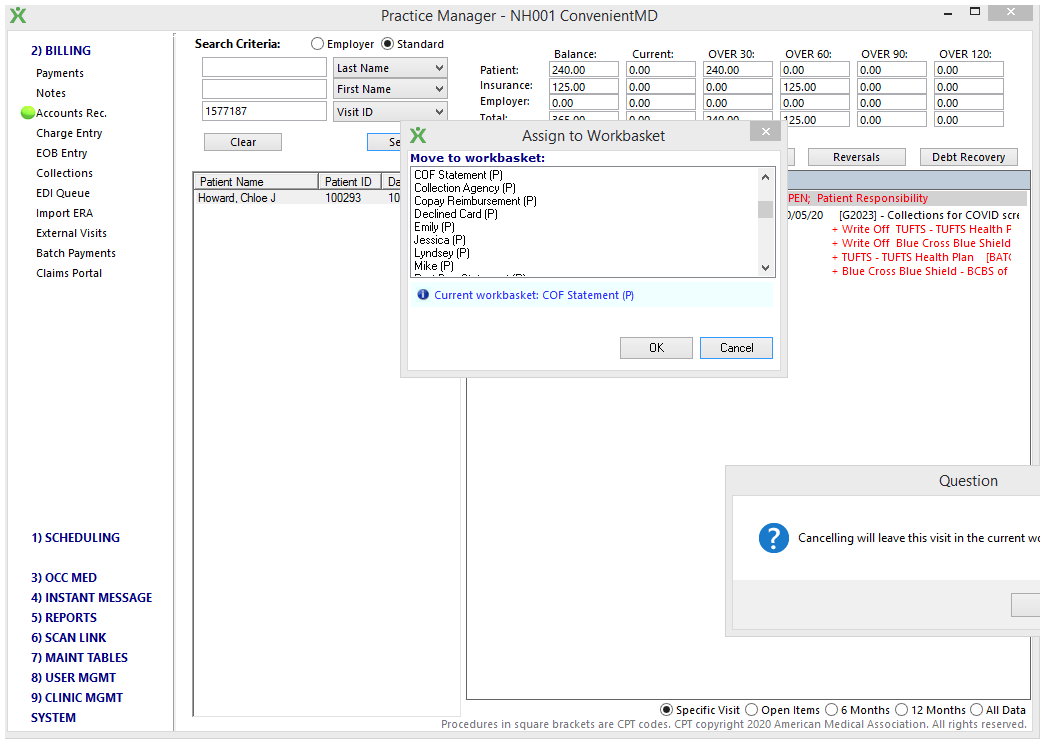 Practice Manager - NH001 ConvenientMD
2) BILLING
Payments
Notes
Accounts Rec.
Charge Entry
EOB Entry
Collections
EDI Queue
Import ERA
External Visits
Batch Payments
Claims Portal
1) SCHEDULING
3) OCC MED
4) INSTANT MESSAGE
5) REPORTS
6) SCAN LINK
7) MAINT TABLES
8) USER MGMT
9) CLINIC MGMT
SYSTEM
Search Criteria: Employer Standard
Last Name
First Name
1577187 Visit ID
Clear Se
Balance: Current: OVER 30: OVER 60: OVER 90: OVER 120:
Patient: 240.00 0.00 240.00 0.00 0.00 0.00
Insurance: 125.00 0.00 0.00 125.00 0.00 0.00
Employer: 0.00 0.00 0.00 0.00 0.00 0.00
Total: 365.00 0.00 240.00 125.00 0.00 0.00
Reversals Debt Recovery
Patient Name Patient ID Da
Howard, Chloe J 100293 10
PEN; Patient Responsibility
0/05/20 [G2023] - Collections for COVID scre
+ Write Off TUFTS - TUFTS Health P
+ Write Off Blue Cross Blue Shield
+ TUFTS - TUFTS Health Plan [BATC
+ Blue Cross Blue Shield - BCBS of
Assign to Workbasket
Move to workbasket:
COF Statement (P)
Collection Agency (P)
Copay Reimbursement (P)
Declined Card (P)
Emily (P)
Jessica (P)
Lyndsey (P)
Mike (P)
Current workbasket: COF Statement (P)
OK Cancel
Question
Cancelling will leave this visit in the current wo
Specific Visit Open Items 6 Months 12 Months All Data
Procedures in square brackets are CPT codes. CPT copyright 2020 American Medical Association. All rights reserved.